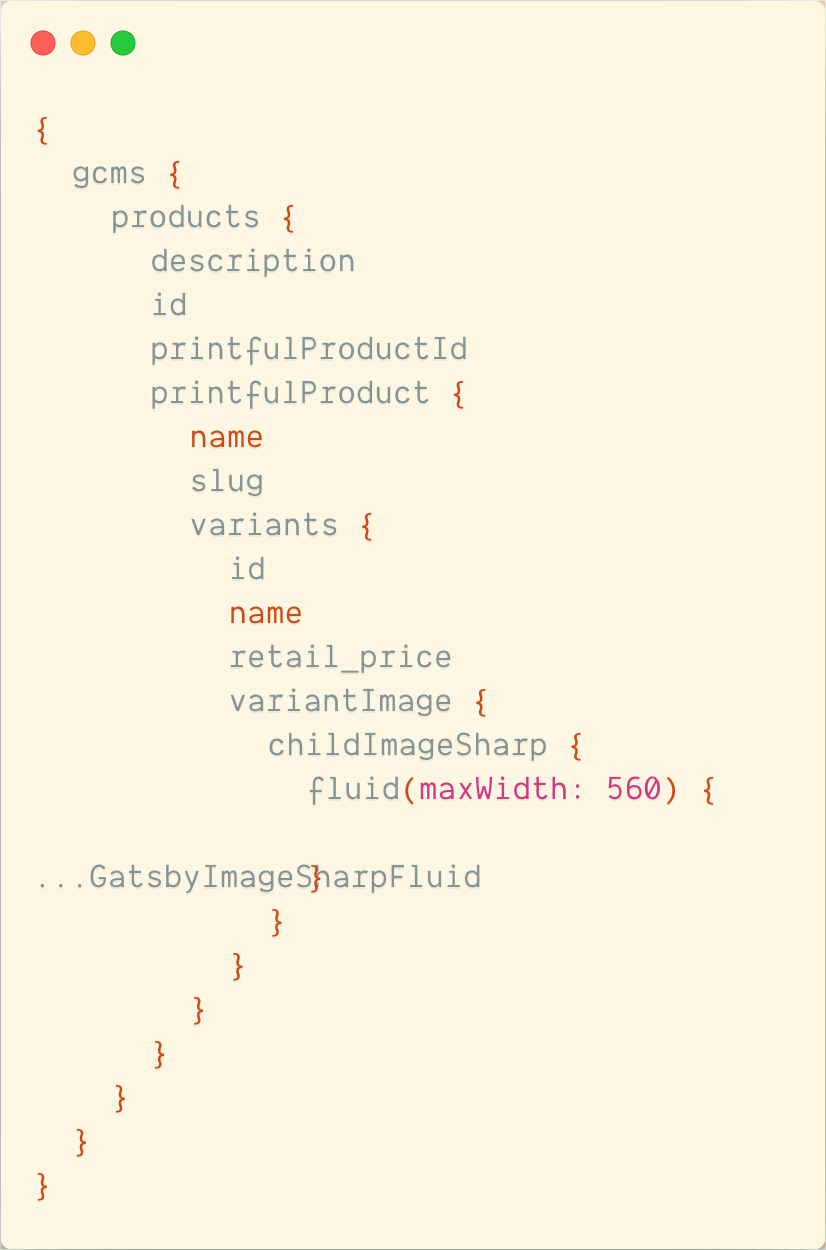 {
  gcms {
    products {
      description
      id
      printfulProductId
      printfulProduct {
        name
        slug
        variants {
          id
          name
          retail_price
          variantImage {
            childImageSharp {
              fluid(maxWidth: 560) {
...GatsbyImageSharpFluid
              }
            }
          }
        }
      }
    }
  }
}